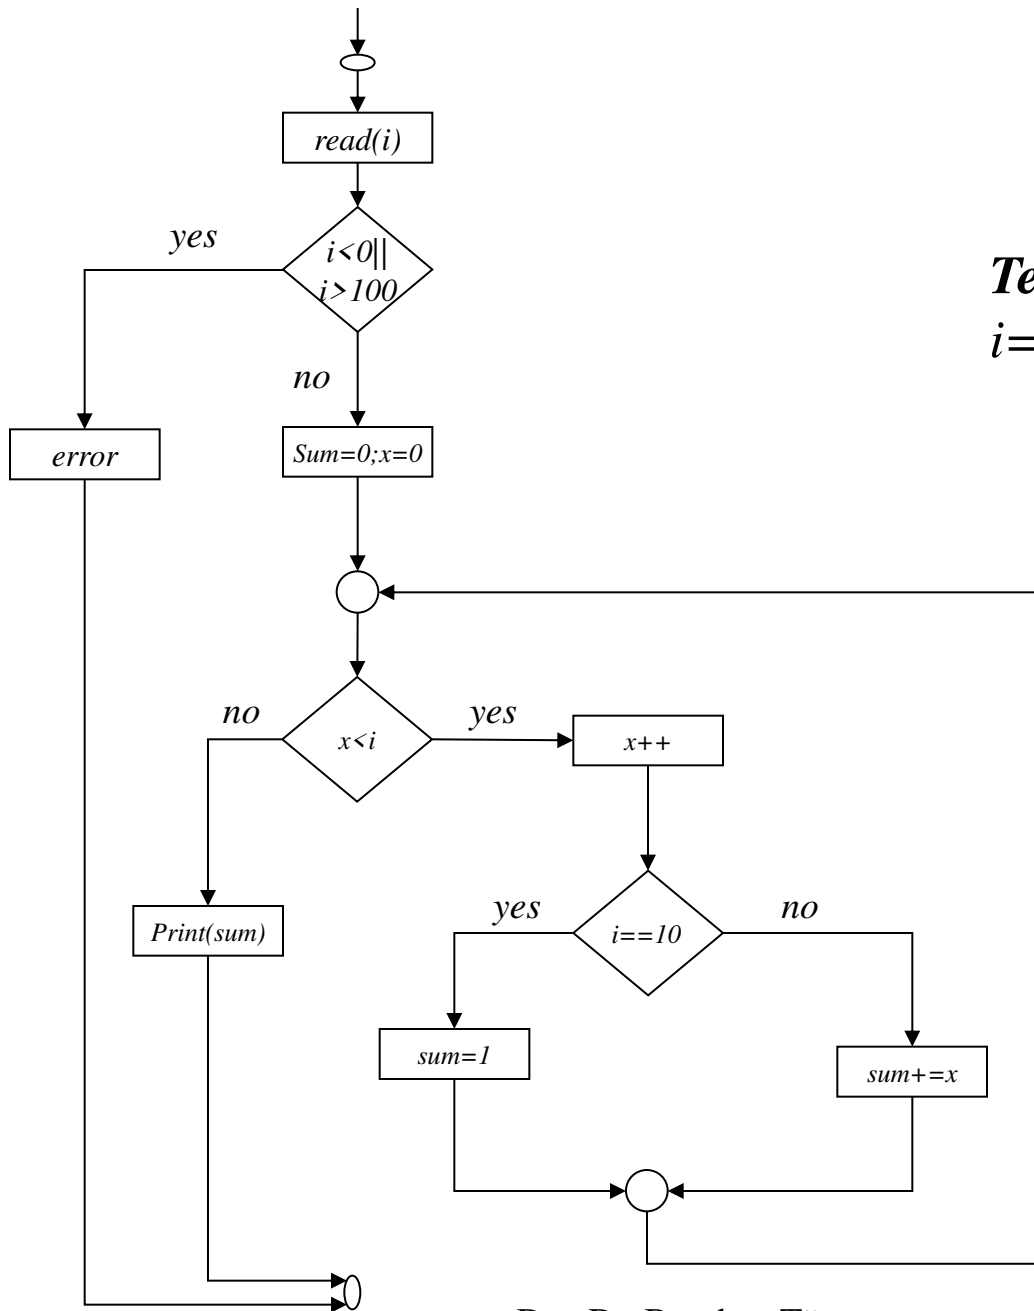 read(i)
yes
i<0||
i>100
Te
i=
no
error
Sum=0;x=0
no
yes
x<i
x++
yes
no
i==10
Print(sum)
sum=1
sum+=x